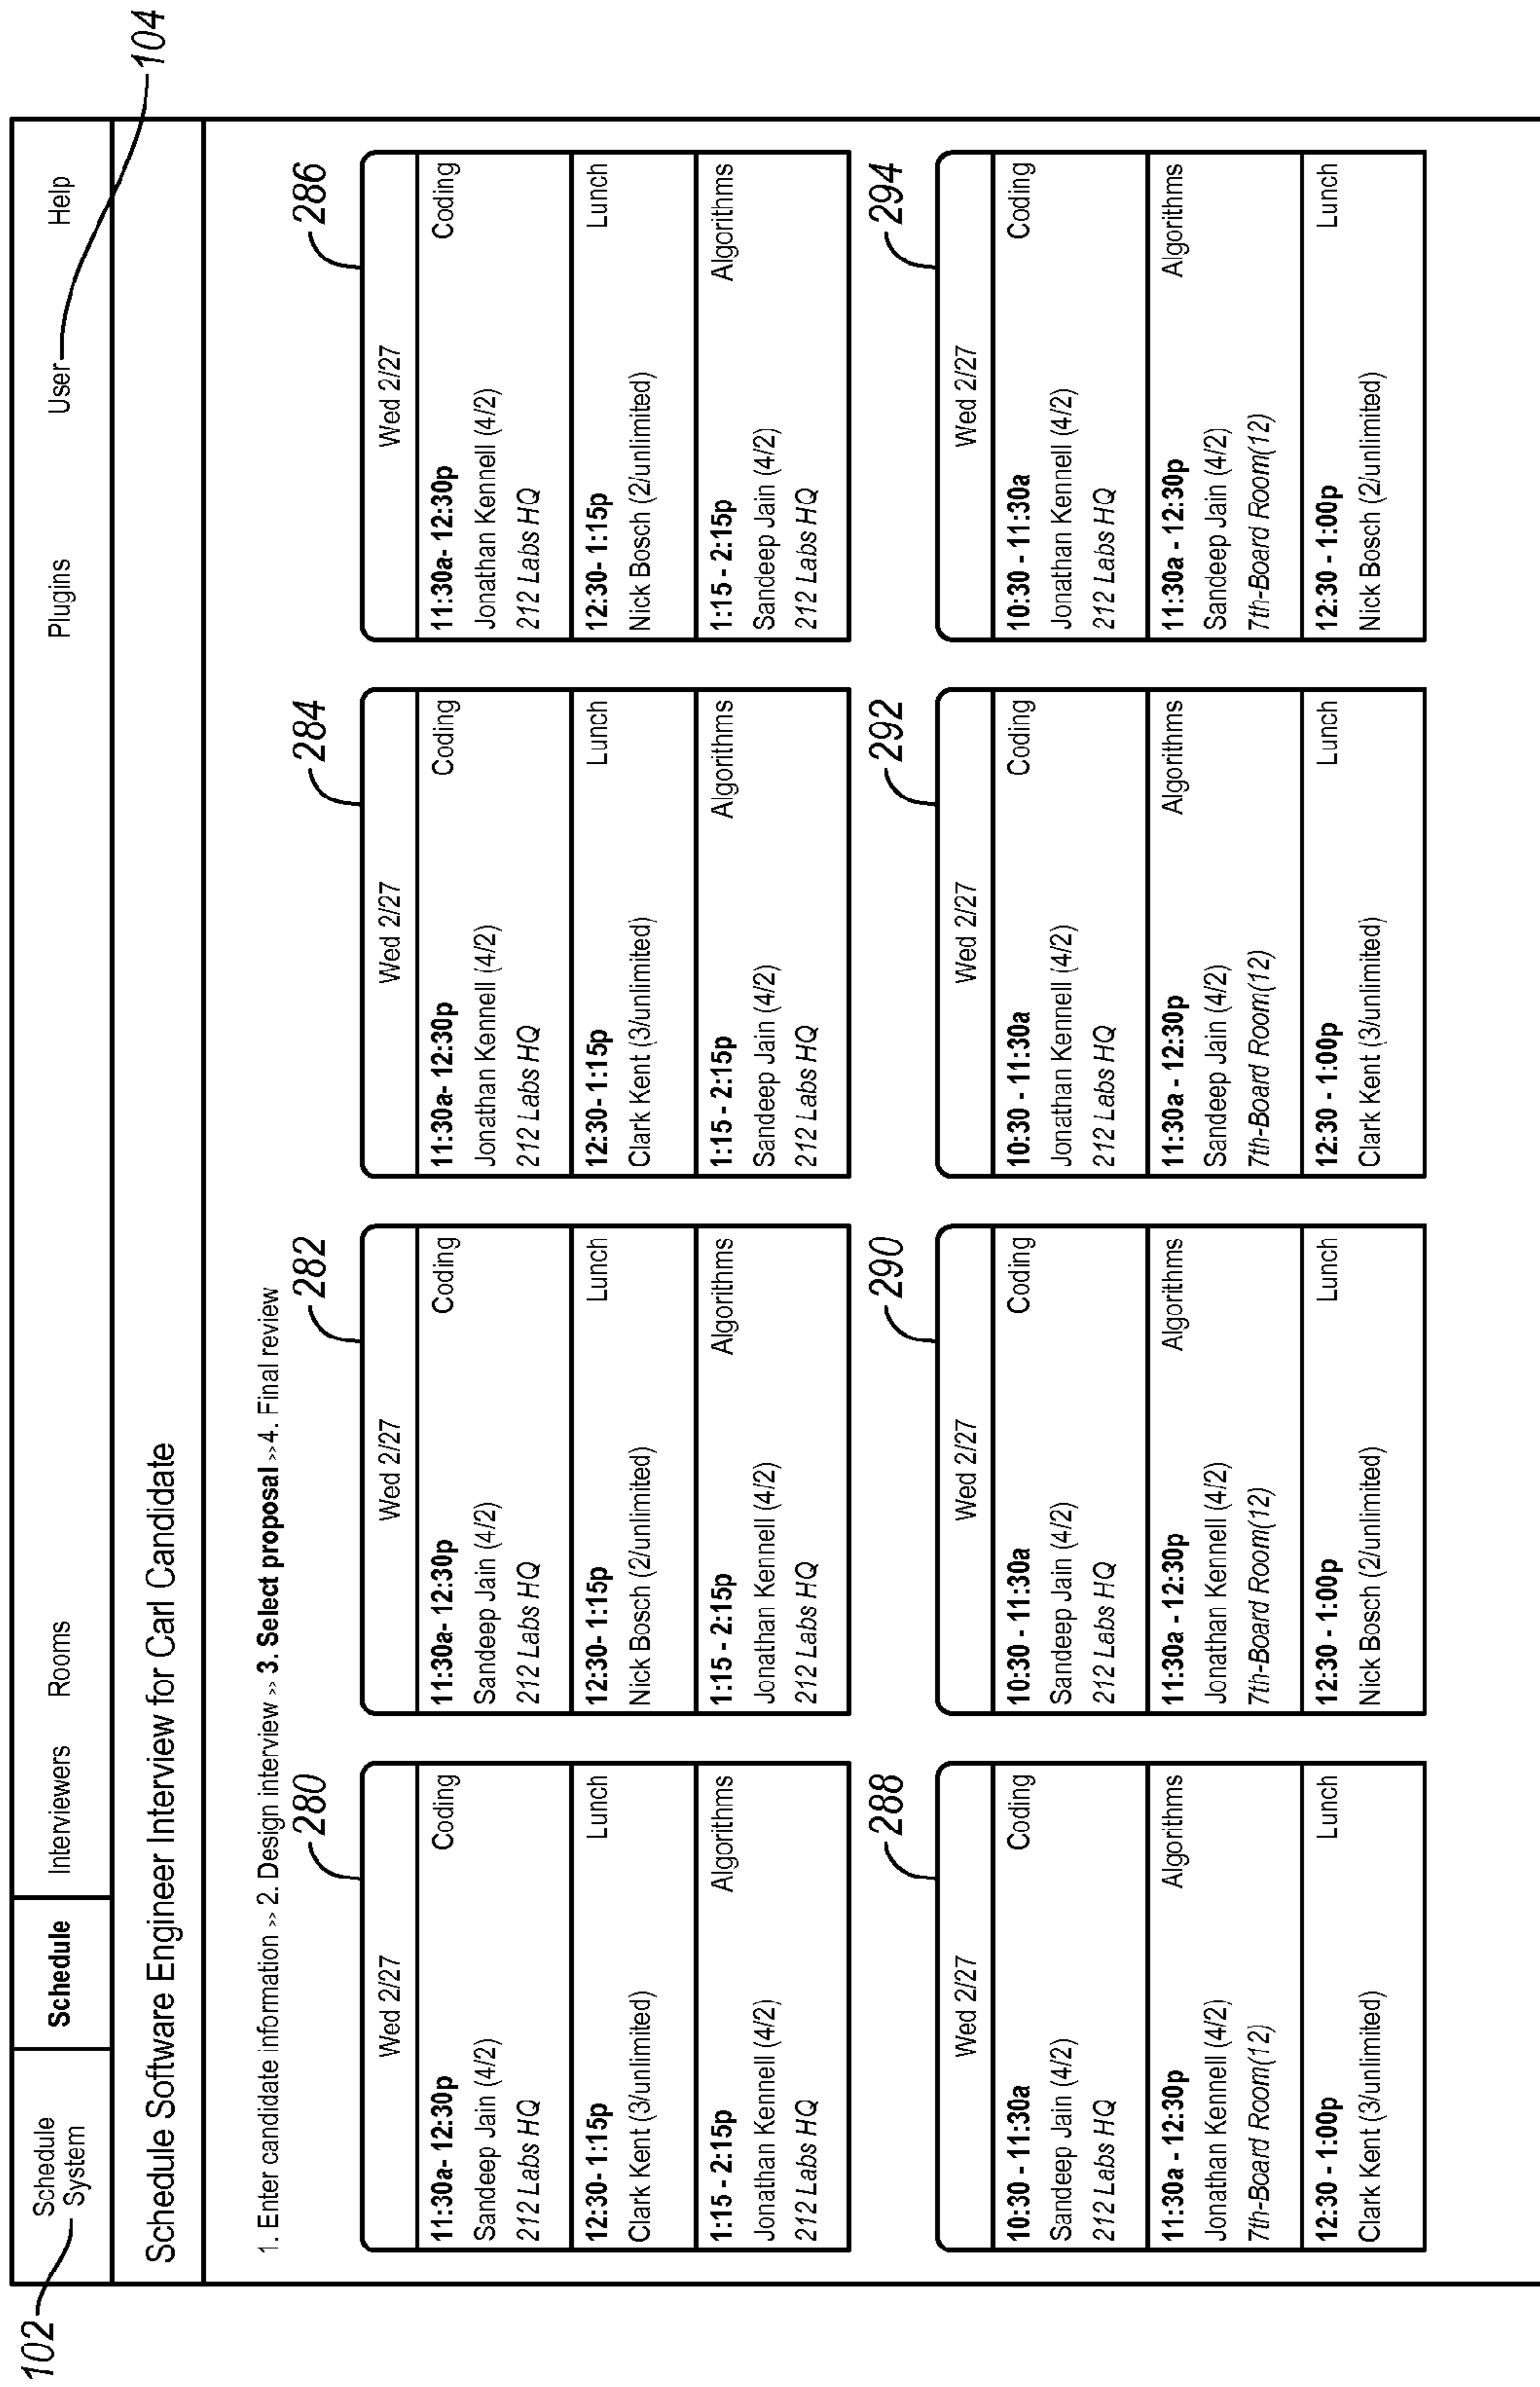 102
Schedule System
Schedule
Interviewers
Rooms
Plugins
User
Help
104
Schedule Software Engineer Interview for Carl Candidate
1. Enter candidate information >> 2. Design interview >> 3. Select proposal >>4. Final review
280
Wed 2/27
11:30a- 12:30p
Coding
Sandeep Jain (4/2)
212 Labs HQ
12:30- 1:15p
Lunch
Clark Kent (3/unlimited)
1:15 - 2:15p
Algorithms
Jonathan Kennell (4/2)
212 Labs HQ
282
Wed 2/27
11:30a- 12:30p
Coding
Sandeep Jain (4/2)
212 Labs HQ
12:30- 1:15p
Lunch
Nick Bosch (2/unlimited)
1:15 - 2:15p
Algorithms
Jonathan Kennell (4/2)
212 Labs HQ
284
Wed 2/27
11:30a- 12:30p
Coding
Jonathan Kennell (4/2)
212 Labs HQ
12:30- 1:15p
Lunch
Clark Kent (3/unlimited)
1:15 - 2:15p
Algorithms
Sandeep Jain (4/2)
212 Labs HQ
286
Wed 2/27
11:30a- 12:30p
Coding
Jonathan Kennell (4/2)
212 Labs HQ
12:30- 1:15p
Lunch
Nick Bosch (2/unlimited)
1:15 - 2:15p
Algorithms
Sandeep Jain (4/2)
212 Labs HQ
288
Wed 2/27
10:30 - 11:30a
Coding
Sandeep Jain (4/2)
212 Labs HQ
11:30a - 12:30p
Algorithms
Jonathan Kennell (4/2)
7th-Board Room(12)
12:30 - 1:00p
Lunch
Clark Kent (3/unlimited)
290
Wed 2/27
10:30 - 11:30a
Coding
Sandeep Jain (4/2)
212 Labs HQ
11:30a - 12:30p
Algorithms
Jonathan Kennell (4/2)
7th-Board Room(12)
12:30 - 1:00p
Lunch
Nick Bosch (2/unlimited)
292
Wed 2/27
10:30 - 11:30a
Coding
Jonathan Kennell (4/2)
212 Labs HQ
11:30a - 12:30p
Algorithms
Sandeep Jain (4/2)
7th-Board Room(12)
12:30 - 1:00p
Lunch
Clark Kent (3/unlimited)
294
Wed 2/27
10:30 - 11:30a
Coding
Jonathan Kennell (4/2)
212 Labs HQ
11:30a - 12:30p
Algorithms
Sandeep Jain (4/2)
7th-Board Room(12)
12:30 - 1:00p
Lunch
Nick Bosch (2/unlimited)